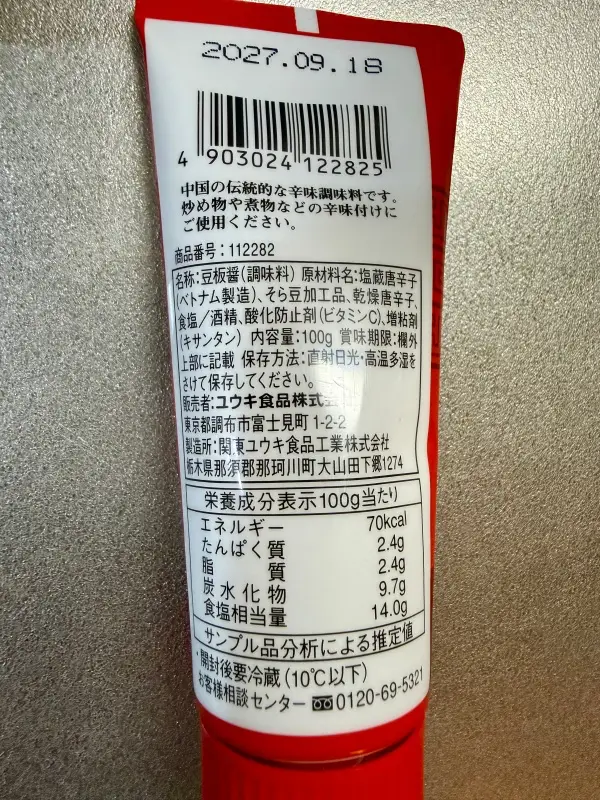 2027.09.18
4 903024 122825
中国の伝統的な辛味調味料です。
炒め物や煮物などの辛味付けに
ご使用ください。
商品番号：112282
名称：豆板醤（調味料） 原材料名：塩蔵唐辛子
（ベトナム製造）、そら豆加工品、乾燥唐辛子、
食塩／酒精、酸化防止剤（ビタミンC）、増粘剤
（キサンタン） 内容量：100g 賞味期限：欄外
上部に記載 保存方法：直射日光・高温多湿を
さけて保存してください。
販売者：ユウキ食品株式会
東京都調布市富士見町 1-2-2
製造所：関東ユウキ食品工業株式会社
栃木県那須郡那珂川町大山田下郷1274
栄養成分表示100g当たり
エネルギー 70kcal
たんぱく質 2.4g
脂質 2.4g
炭水化物 9.7g
食塩相当量 14.0g
サンプル品分析による推定値
・開封後要冷蔵（10℃以下）
お客様相談センター 0120-69-5321